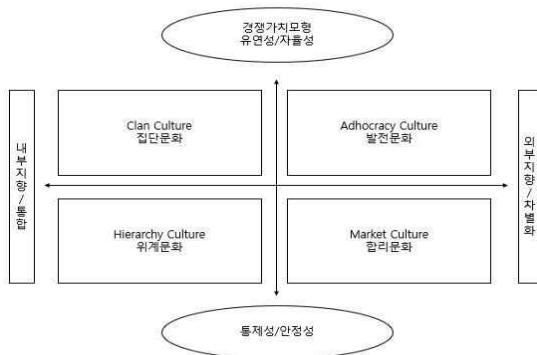 경쟁가치모형
유연성/자율성
내부지향/통합
Clan Culture
집단문화
Adhocracy Culture
발전문화
외부지향/차별화
Hierarchy Culture
위계문화
Market Culture
합리문화
통제성/안정성